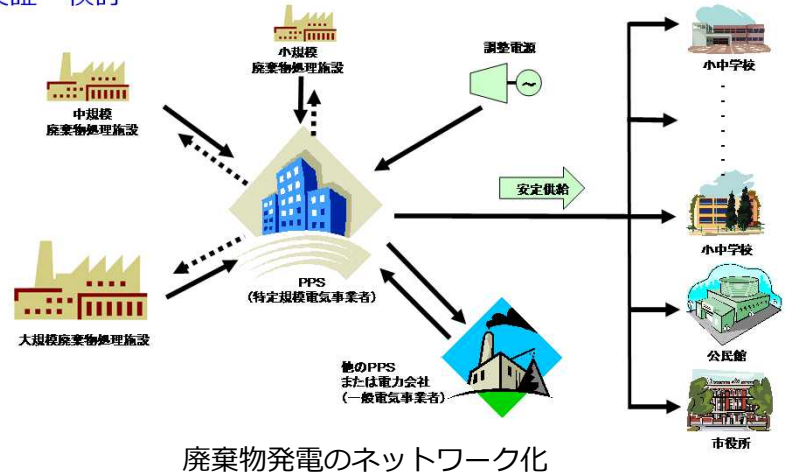 小規模
廃棄物処理施設
調整電源
小中学校
中規模
廃棄物処理施設
安定供給
小中学校
PPS
(特定規模電気事業者)
大規模廃棄物処理施設
公民館
他のPPS
または電力会社
(一般電気事業者)
市役所
廃棄物発電のネットワーク化